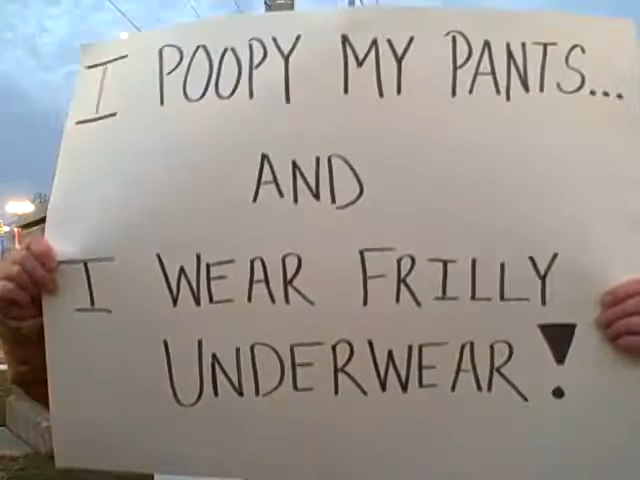 I POOPY MY PANTS...
AND
I WEAR FRILLY
UNDERWEAR!